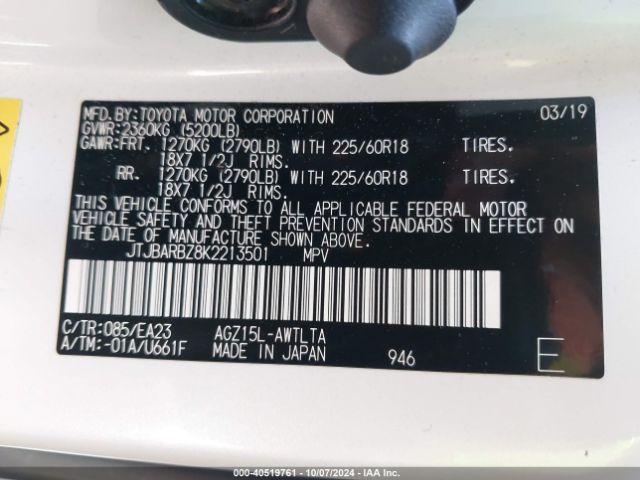 MFD.BY:TOYOTA MOTOR CORPORATION 03/19
GVWR:2360KG (5200LB)
GAWR:FRT. 1270KG (2790LB) WITH 225/60R18 TIRES.
18X7 1/2J RIMS.
RR. 1270KG (2790LB) WITH 225/60R18 TIRES.
18X7 1/2J RIMS.
THIS VEHICLE CONFORMS TO ALL APPLICABLE FEDERAL MOTOR
VEHICLE SAFETY AND THEFT PREVENTION STANDARDS IN EFFECT ON
THE DATE OF MANUFACTURE SHOWN ABOVE.
JTJBARBZ8K2213501 MPV
C/TR:085/EA23 AGZ15L-AWTLTA
A/TM:-01A/U661F MADE IN JAPAN 946 E
00-40519761 - 10/07/2024 - IAA Inc.